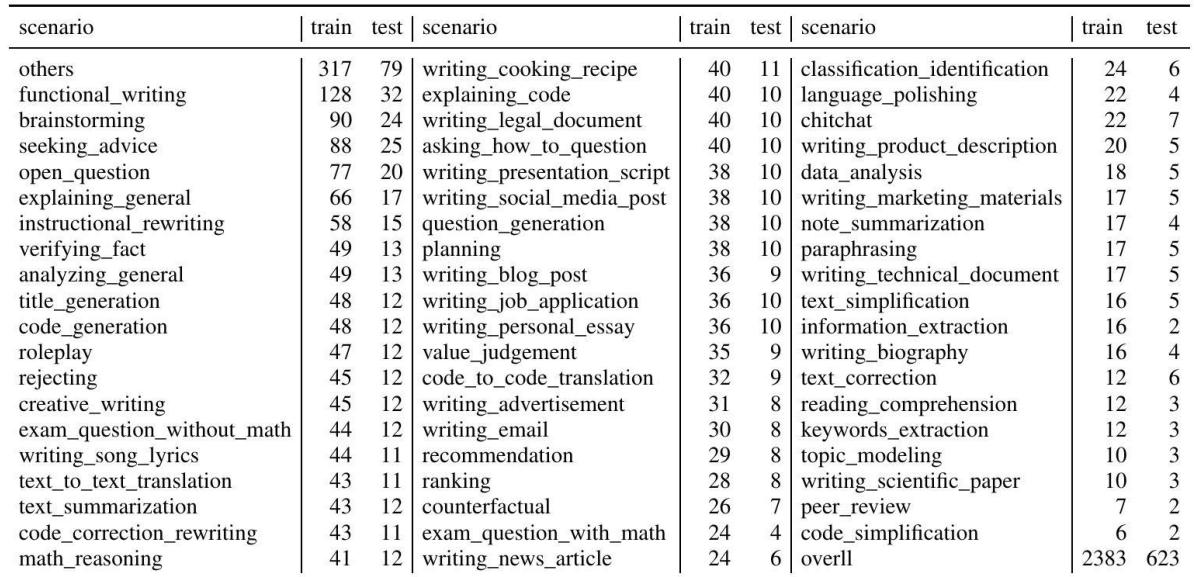 scenario train test scenario train test scenario train test
others 317 79 writing_cooking_recipe 40 11 classification_identification 24 6
functional_writing 128 32 explaining_code 40 10 language_polishing 22 4
brainstorming 90 24 writing_legal_document 40 10 chitchat 22 7
seeking_advice 88 25 asking_how_to_question 40 10 writing_product_description 20 5
open_question 77 20 writing_presentation_script 38 10 data_analysis 18 5
explaining_general 66 17 writing_social_media_post 38 10 writing_marketing_materials 17 5
instructional_rewriting 58 15 question_generation 38 10 note_summarization 17 4
verifying_fact 49 13 planning 38 10 paraphrasing 17 5
analyzing_general 49 13 writing_blog_post 36 9 writing_technical_document 17 5
title_generation 48 12 writing_job_application 36 10 text_simplification 16 5
code_generation 48 12 writing_personal_essay 36 10 information_extraction 16 2
roleplay 47 12 value_judgement 35 9 writing_biography 16 4
rejecting 45 12 code_to_code_translation 32 9 text_correction 12 6
creative_writing 45 12 writing_advertisement 31 8 reading_comprehension 12 3
exam_question_without_math 44 12 writing_email 30 8 keywords_extraction 12 3
writing_song_lyrics 44 11 recommendation 29 8 topic_modeling 10 3
text_to_text_translation 43 11 ranking 28 8 writing_scientific_paper 10 3
text_summarization 43 12 counterfactual 26 7 peer_review 7 2
code_correction_rewriting 43 11 exam_question_with_math 24 4 code_simplification 6 2
math_reasoning 41 12 writing_news_article 24 6 overll 2383 623